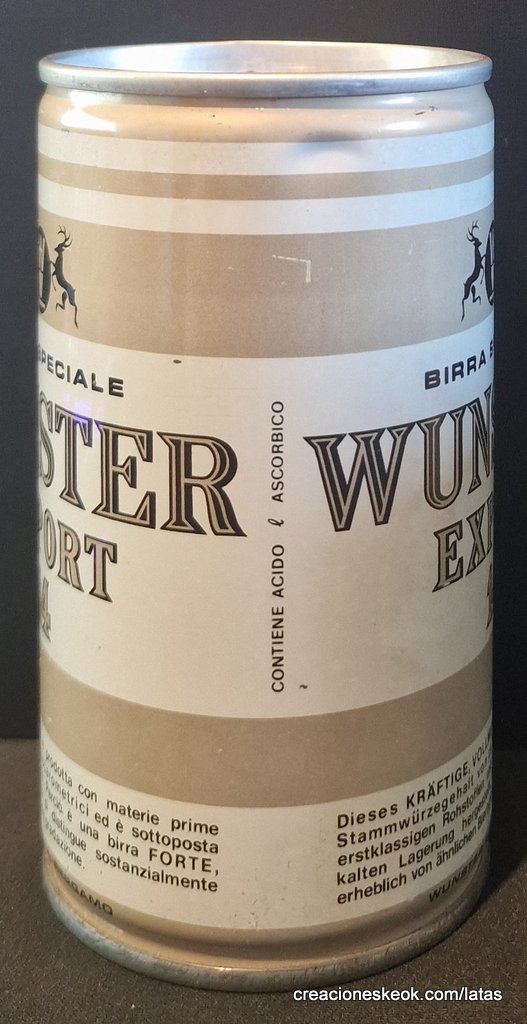 SPECIALE
BIRRA
STER
WUN
PORT
EX
4
CONTIENE ACIDO l ASCORBICO
prodotta con materie prime
ed è sottoposta
è una birra FORTE,
distingue sostanzialmente
Dieses KRÄFTIGE
Stammwürzegehalt
erstklassigen Rohstoffen
kalten Lagerung
erheblich von ähnlichen
creacioneskeok.com/latas